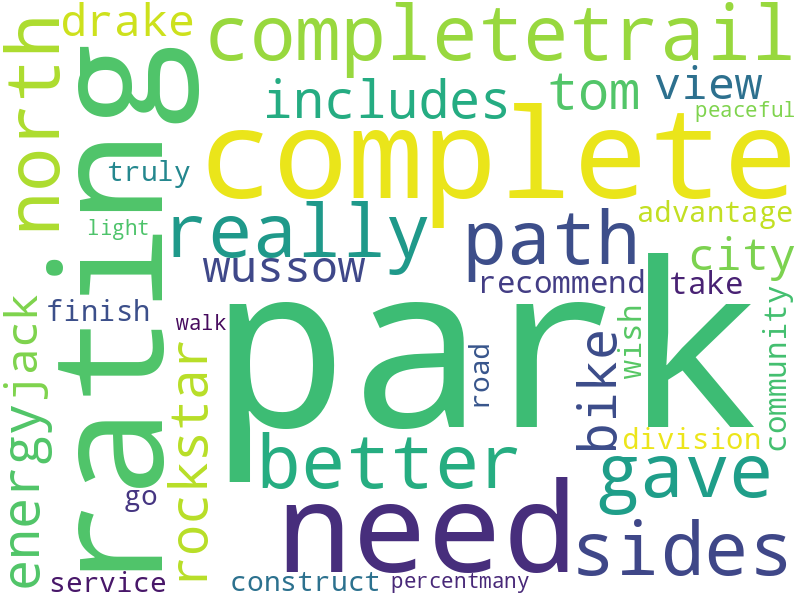 drake
completetrail
north
rating
includes
tom
view
peaceful
complete
truly
light
really
path
advantage
city
wussow
recommend
take
finish
park
walk
energyjack
rockstar
road
bike
wish
community
better
division
gave
need
go
sides
service
construct
percentmany